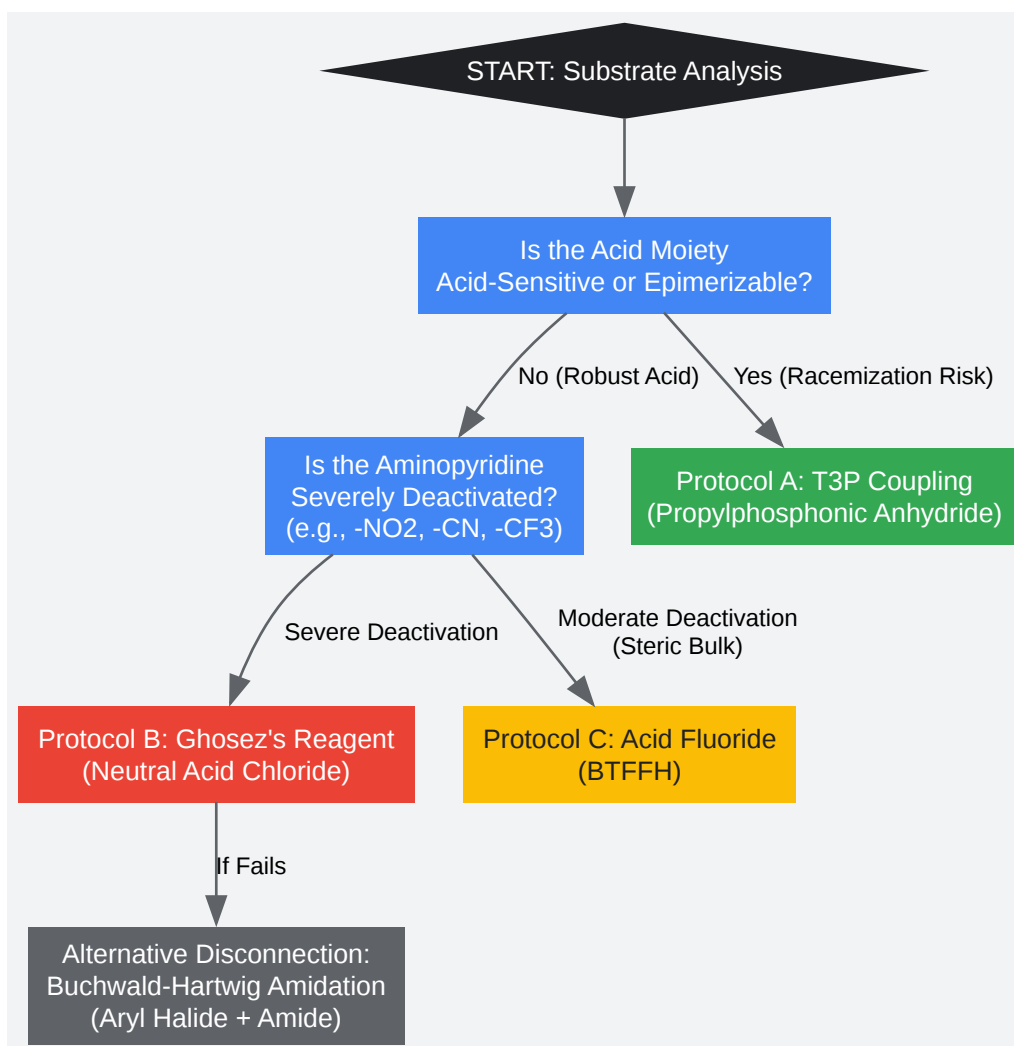 START: Substrate Analysis
Is the Acid Moiety
Acid-Sensitive or Epimerizable?
No (Robust Acid)
Yes (Racemization Risk)
Is the Aminopyridine
Severely Deactivated?
(e.g., -NO2, -CN, -CF3)
Protocol A: T3P Coupling
(Propylphosphonic Anhydride)
Severe Deactivation
Moderate Deactivation
(Steric Bulk)
Protocol B: Ghosez's Reagent
(Neutral Acid Chloride)
Protocol C: Acid Fluoride
(BTFFH)
If Fails
Alternative Disconnection:
Buchwald-Hartwig Amidation
(Aryl Halide + Amide)